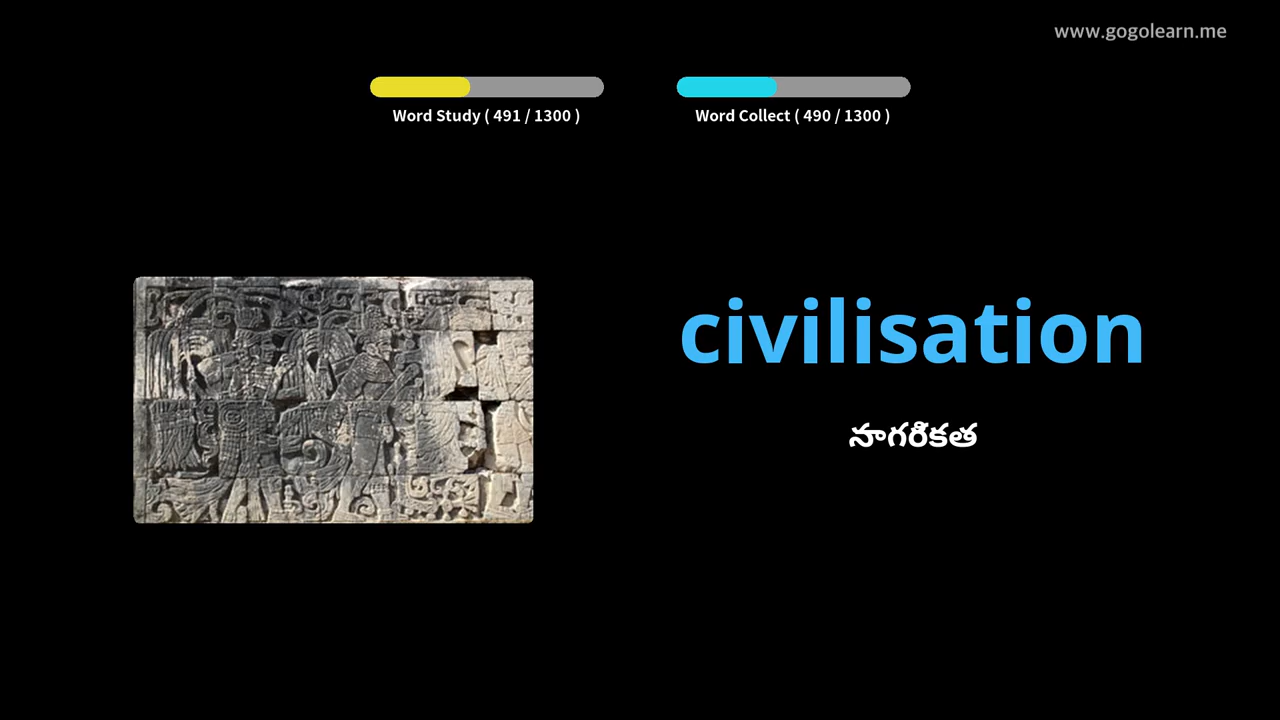 www.gogolearn.me
Word Study ( 491 / 1300 )
Word Collect ( 490 / 1300 )
civilisation
నాగరికత